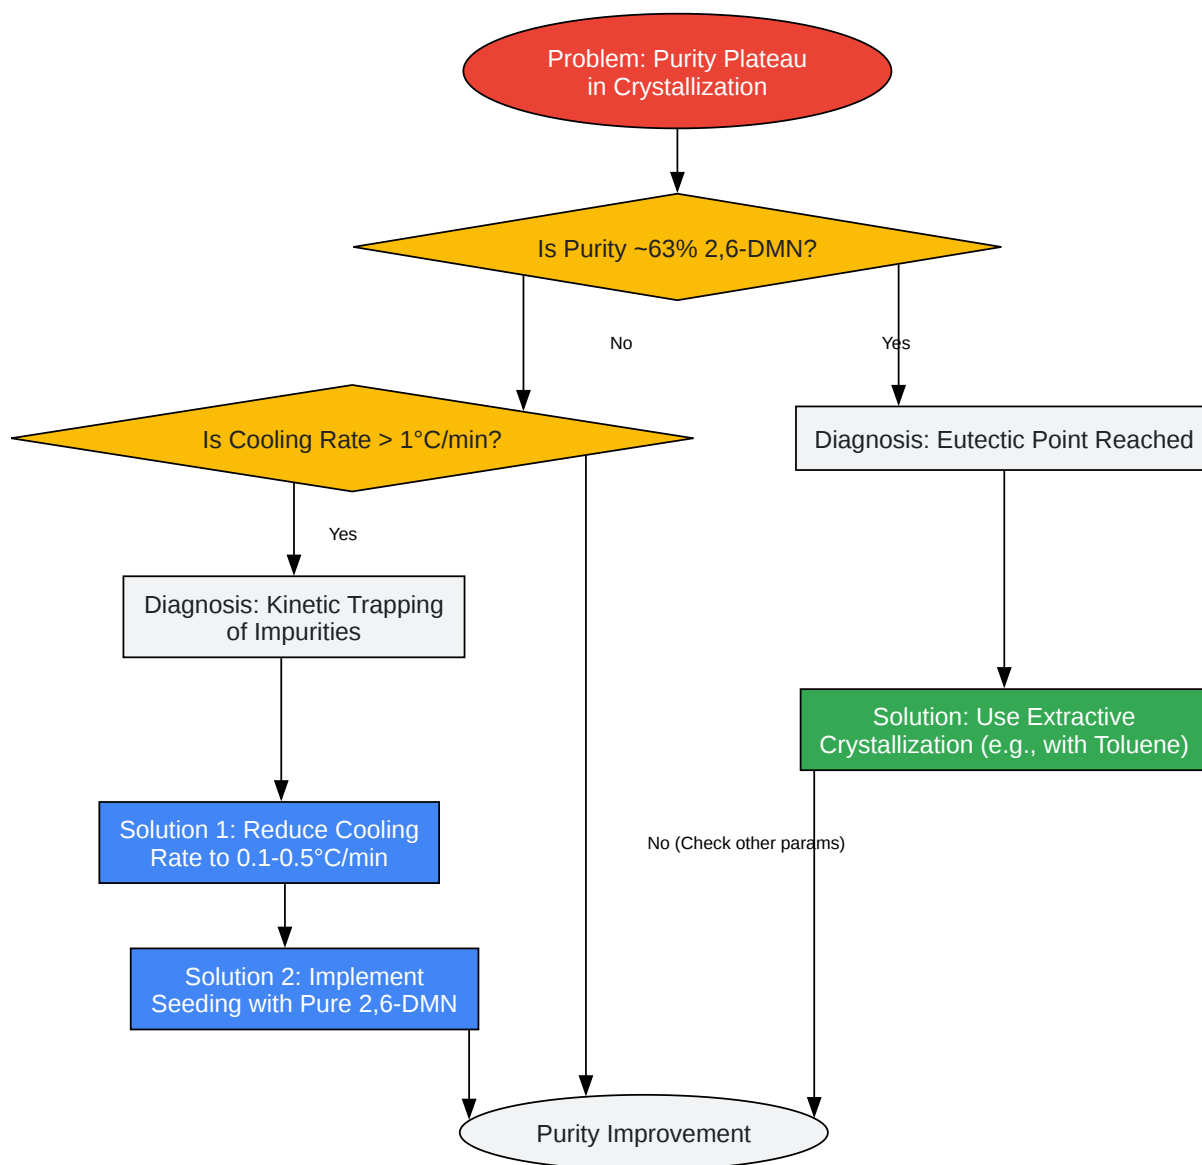 Problem: Purity Plateau
in Crystallization
Is Purity ~63% 2,6-DMN?
No
Yes
Is Cooling Rate > 1°C/min?
Diagnosis: Eutectic Point Reached
Yes
Diagnosis: Kinetic Trapping
of Impurities
Solution: Use Extractive
Crystallization (e.g., with Toluene)
Solution 1: Reduce Cooling
Rate to 0.1-0.5°C/min
No (Check other params)
Solution 2: Implement
Seeding with Pure 2,6-DMN
Purity Improvement